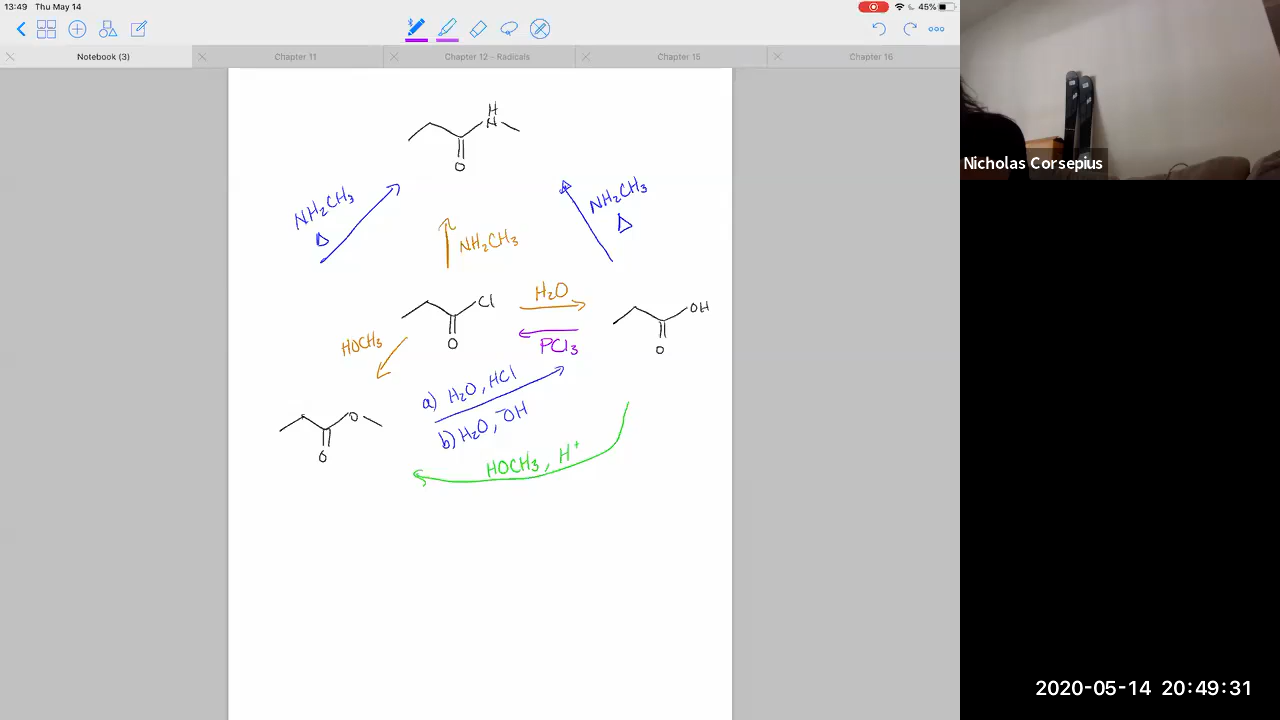 13:49 Thu May 14
45%
Notebook (3)
Chapter 11
Chapter 12 - Radicals
Chapter 15
Chapter 16
Nicholas Corsepius
H
N
O
NH₂CH₃
Δ
NH₂CH₃
NH₂CH₃
Δ
Cl
O
H₂O
PCl₃
OH
O
HOCH₃
O
O
a) H₂O, HCl
b) H₂O, ⁻OH
HOCH₃, H⁺
2020-05-14 20:49:31